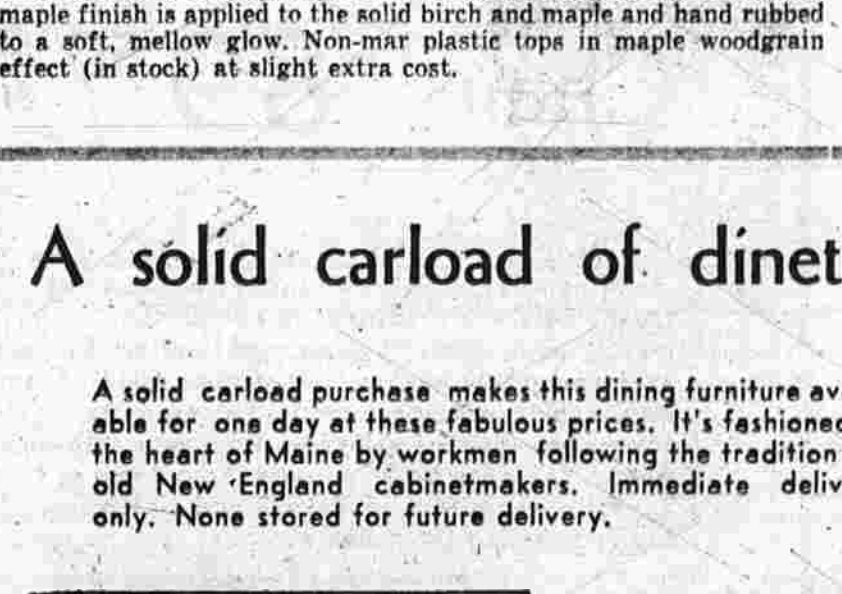 maple finish is applied to the solid birch and maple and hand rubbed
to a soft, mellow glow. Non-mar plastic tops in maple woodgrain
effect (in stock) at slight extra cost.
A solid carload of dinet
A solid carload purchase makes this dining furniture av
able for one day at these fabulous prices. It's fashioned
the heart of Maine by workmen following the tradition
old New England cabinetmakers. Immediate deliv
only. None stored for future delivery.